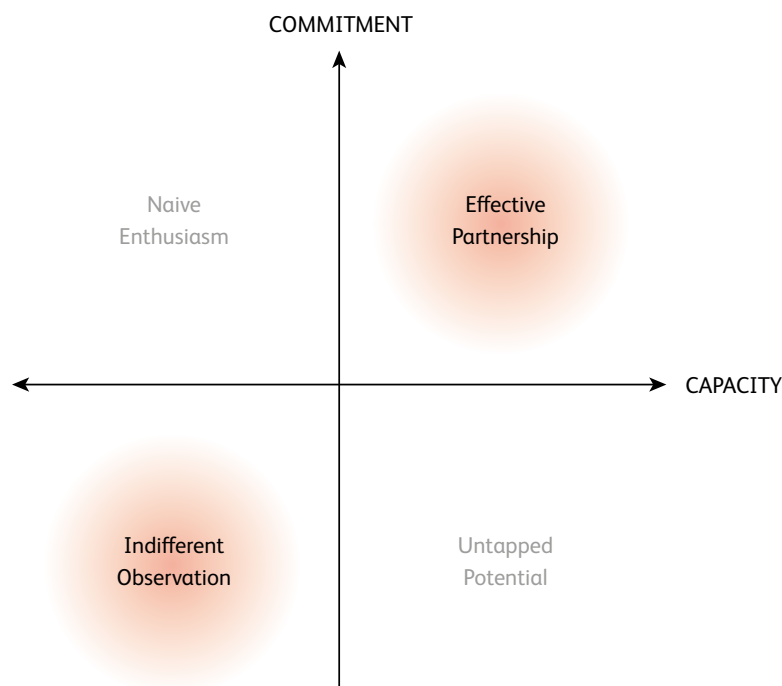 COMMITMENT
Naive
Enthusiasm
Effective
Partnership
CAPACITY
Indifferent
Observation
Untapped
Potential